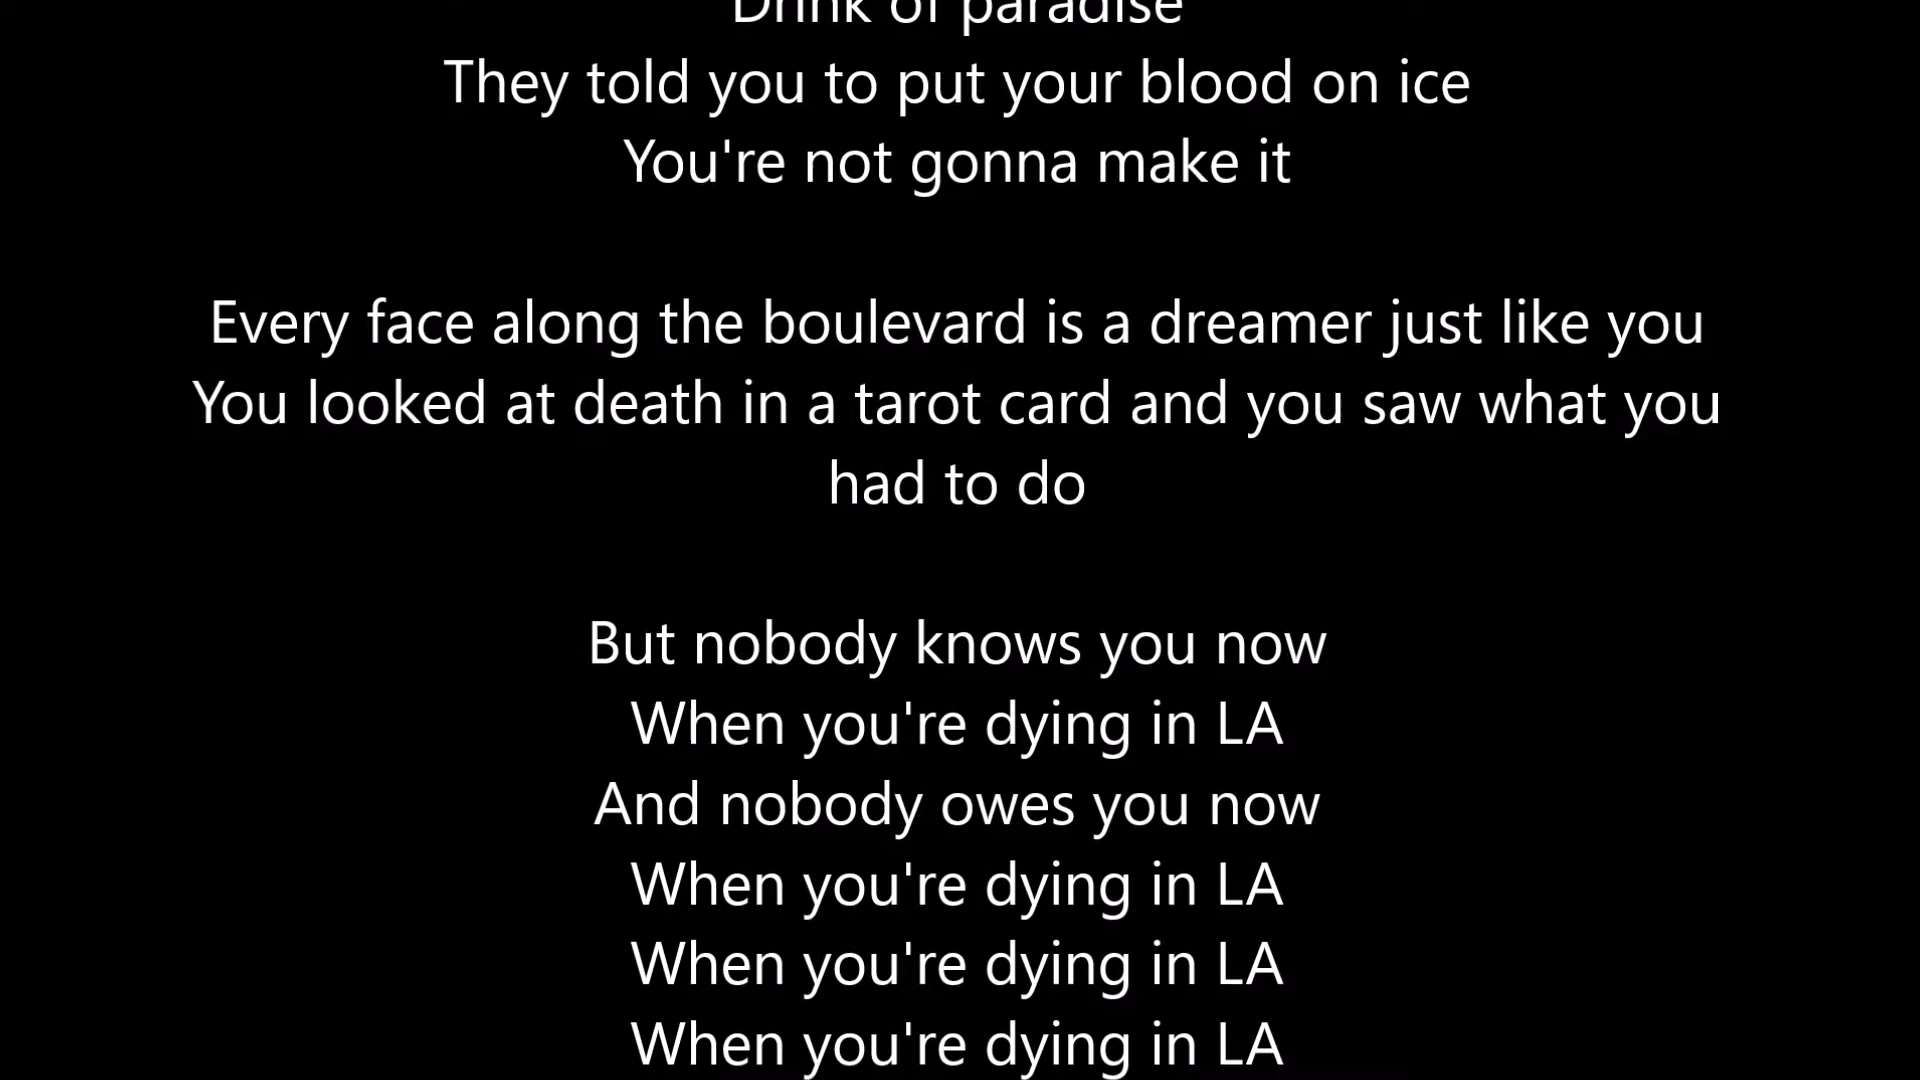 Drink of paradise
They told you to put your blood on ice
You're not gonna make it
Every face along the boulevard is a dreamer just like you
You looked at death in a tarot card and you saw what you
had to do
But nobody knows you now
When you're dying in LA
And nobody owes you now
When you're dying in LA
When you're dying in LA
When you're dying in LA